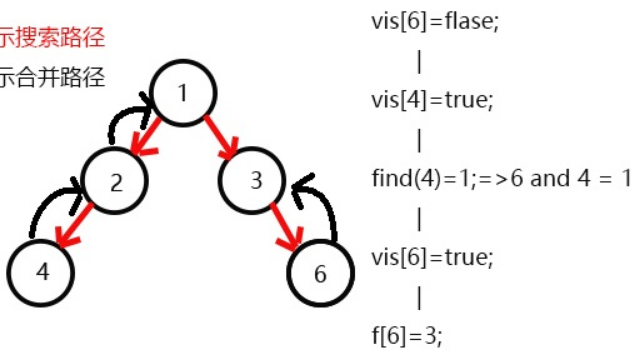 示搜索路径
示合并路径
1
2
3
4
6
vis[6]=flase;
|
vis[4]=true;
|
find(4)=1;=>6 and 4 = 1
|
vis[6]=true;
|
f[6]=3;